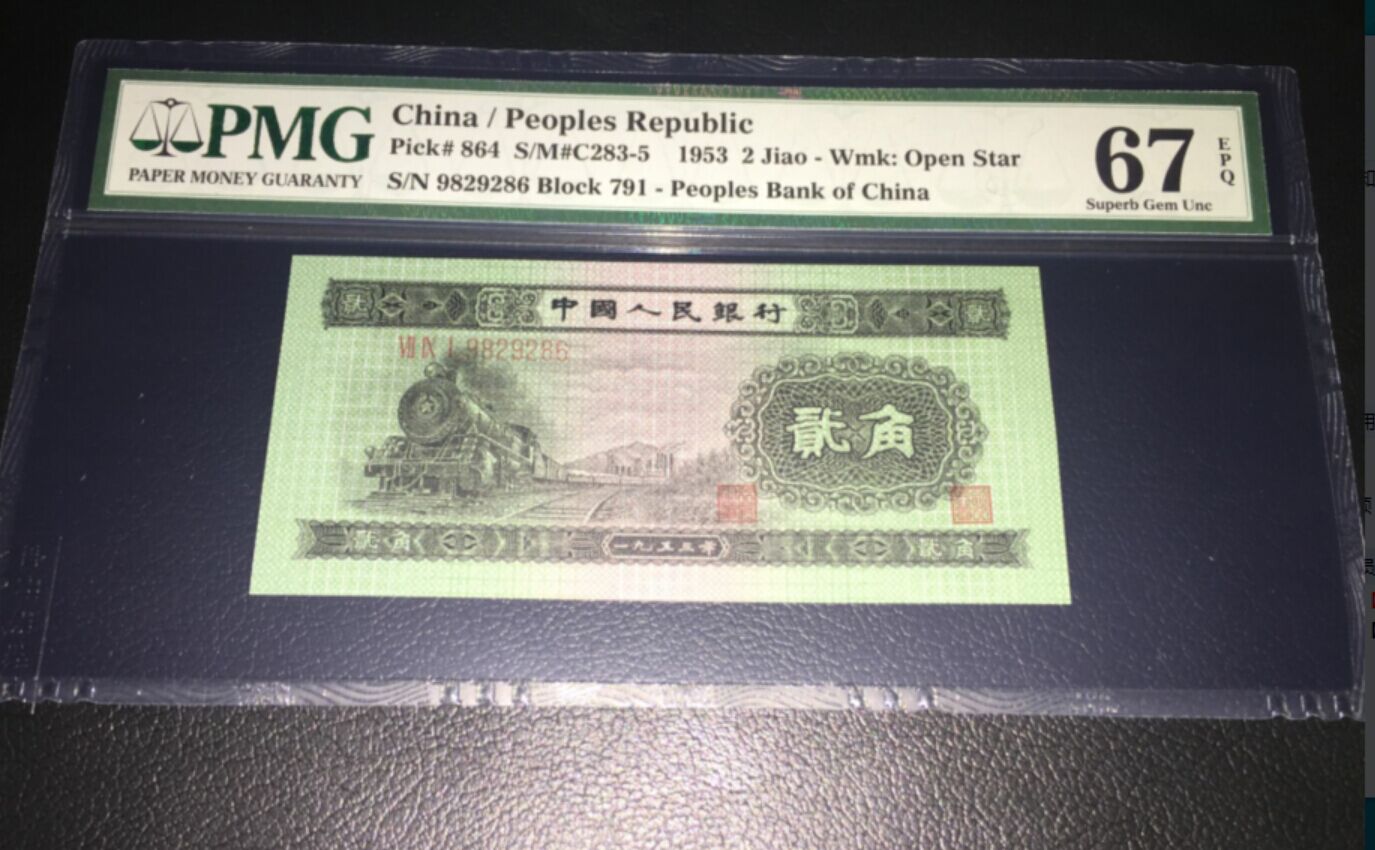 PMG
PAPER MONEY GUARANTY
China / Peoples Republic
Pick# 864 S/M#C283-5 1953 2 Jiao - Wmk: Open Star
S/N 9829286 Block 791 - Peoples Bank of China
67
EPQ
Superb Gem Unc
中國人民銀行
VII IX I 9829286
貳角
貳角
一九五三年
貳角